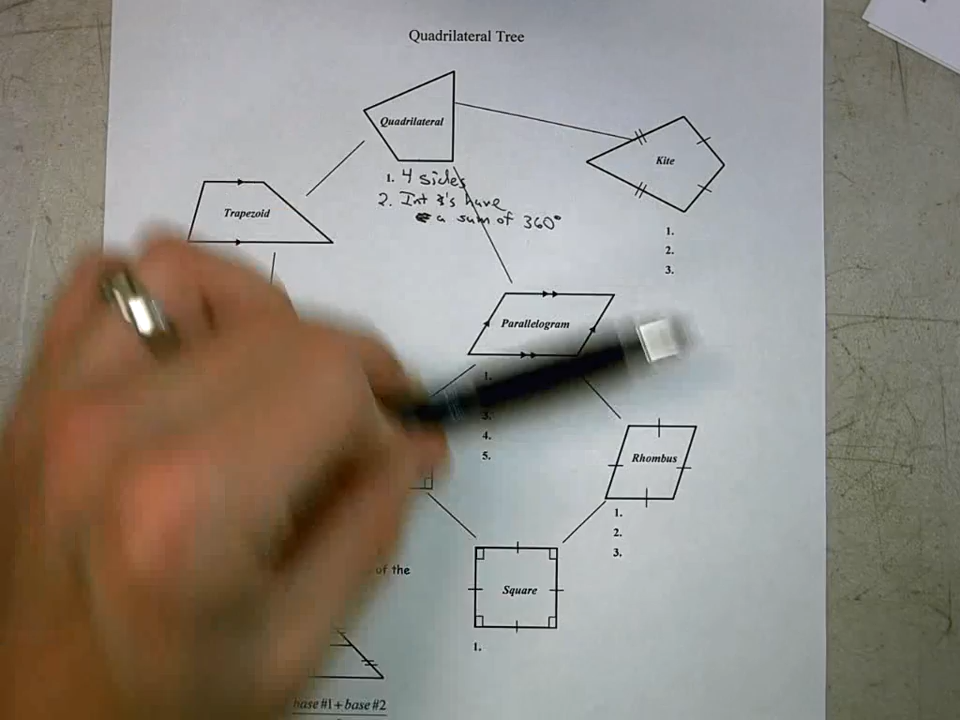 Quadrilateral Tree
Quadrilateral
Kite
1. 4 sides
2. Int ∡'s have
a sum of 360°
Trapezoid
1.
2.
3.
Parallelogram
1.
3.
4.
5.
Rhombus
1.
2.
3.
of the
Square
1.
base #1 + base #2